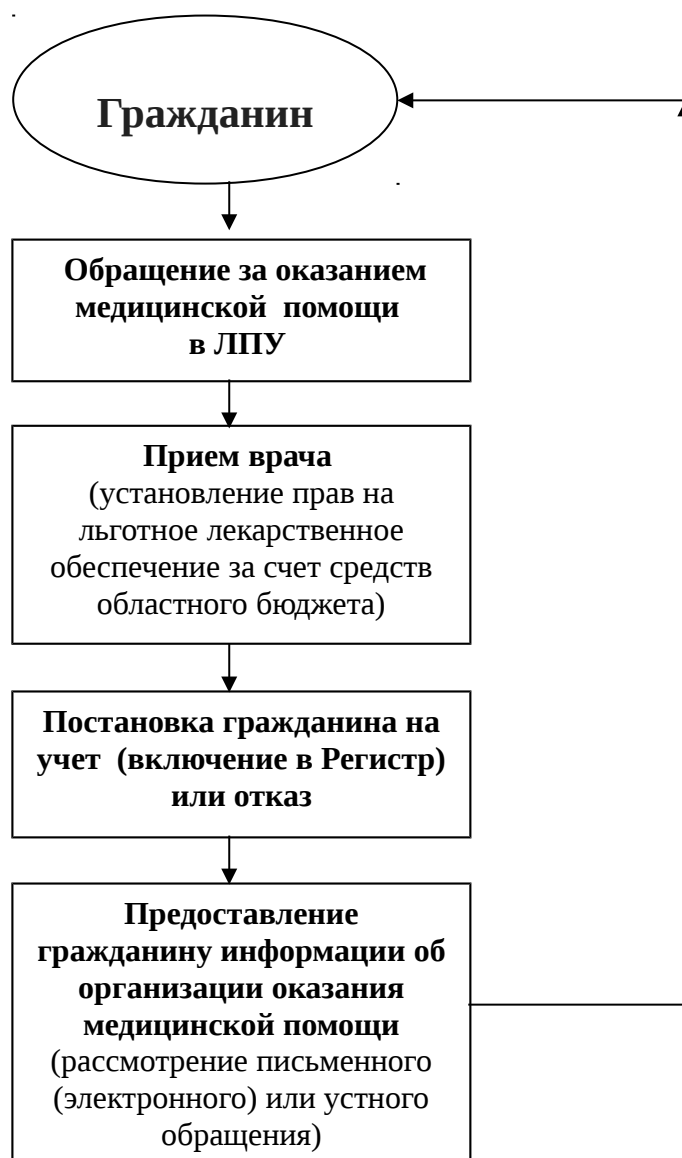 Гражданин
Обращение за оказанием
медицинской помощи
в ЛПУ
Прием врача
(установление прав на
льготное лекарственное
обеспечение за счет средств
областного бюджета)
Постановка гражданина на
учет (включение в Регистр)
или отказ
Предоставление
гражданину информации об
организации оказания
медицинской помощи
(рассмотрение письменного
(электронного) или устного
обращения)